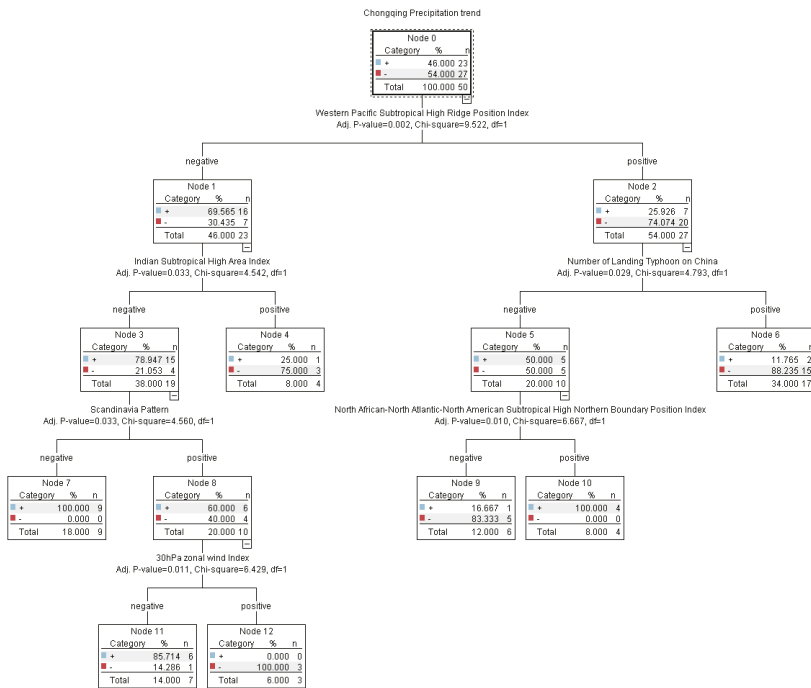 Chongqing Precipitation trend
Node 0
Category % n
+ 46.000 23
- 54.000 27
Total 100.000 50
Western Pacific Subtropical High Ridge Position Index
Adj. P-value=0.002, Chi-square=9.522, df=1
negative
positive
Node 1
Category % n
+ 69.565 16
- 30.435 7
Total 46.000 23
Node 2
Category % n
+ 25.926 7
- 74.074 20
Total 54.000 27
Indian Subtropical High Area Index
Adj. P-value=0.033, Chi-square=4.542, df=1
Number of Landing Typhoon on China
Adj. P-value=0.029, Chi-square=4.793, df=1
negative
positive
negative
positive
Node 3
Category % n
+ 78.947 15
- 21.053 4
Total 38.000 19
Node 4
Category % n
+ 25.000 1
- 75.000 3
Total 8.000 4
Node 5
Category % n
+ 50.000 5
- 50.000 5
Total 20.000 10
Node 6
Category % n
+ 11.765 2
- 88.235 15
Total 34.000 17
Scandinavia Pattern
Adj. P-value=0.033, Chi-square=4.560, df=1
North African-North Atlantic-North American Subtropical High Northern Boundary Position Index
Adj. P-value=0.010, Chi-square=6.667, df=1
negative
positive
negative
positive
Node 7
Category % n
+ 100.000 9
- 0.000 0
Total 18.000 9
Node 8
Category % n
+ 60.000 6
- 40.000 4
Total 20.000 10
Node 9
Category % n
+ 16.667 1
- 83.333 5
Total 12.000 6
Node 10
Category % n
+ 100.000 4
- 0.000 0
Total 8.000 4
30hPa zonal wind Index
Adj. P-value=0.011, Chi-square=6.429, df=1
negative
positive
Node 11
Category % n
+ 85.714 6
- 14.286 1
Total 14.000 7
Node 12
Category % n
+ 0.000 0
- 100.000 3
Total 6.000 3